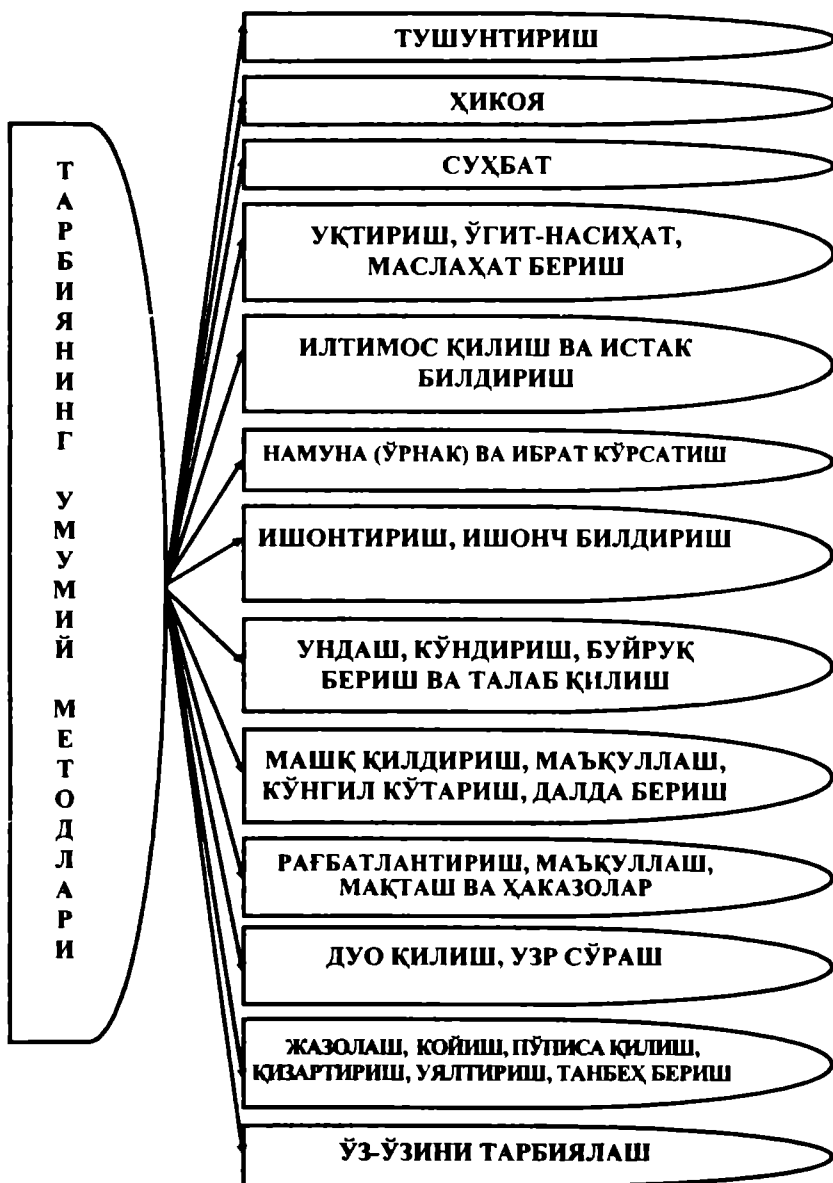 ТАРБИЯНИНГ УМУМИЙ МЕТОДЛАРИ
ТУШУНТИРИШ
ҲИКОЯ
СУҲБАТ
УҚТИРИШ, ЎГИТ-НАСИҲАТ,
МАСЛАҲАТ БЕРИШ
ИЛТИМОС ҚИЛИШ ВА ИСТАК
БИЛДИРИШ
НАМУНА (ЎРНАК) ВА ИБРАТ КЎРСАТИШ
ИШОНТИРИШ, ИШОНЧ БИЛДИРИШ
УНДАШ, КЎНДИРИШ, БУЙРУҚ
БЕРИШ ВА ТАЛАБ ҚИЛИШ
МАШҚ ҚИЛДИРИШ, МАЪҚУЛЛАШ,
КЎНГИЛ КЎТАРИШ, ДАЛДА БЕРИШ
РАҒБАТЛАНТИРИШ, МАЪҚУЛЛАШ,
МАҚТАШ ВА ҲАКАЗОЛАР
ДУО ҚИЛИШ, УЗР СЎРАШ
ЖАЗОЛАШ, КОЙИШ, ПЎПИСА ҚИЛИШ,
ҚИЗАРТИРИШ, УЯЛТИРИШ, ТАНБЕҲ БЕРИШ
ЎЗ-ЎЗИНИ ТАРБИЯЛАШ